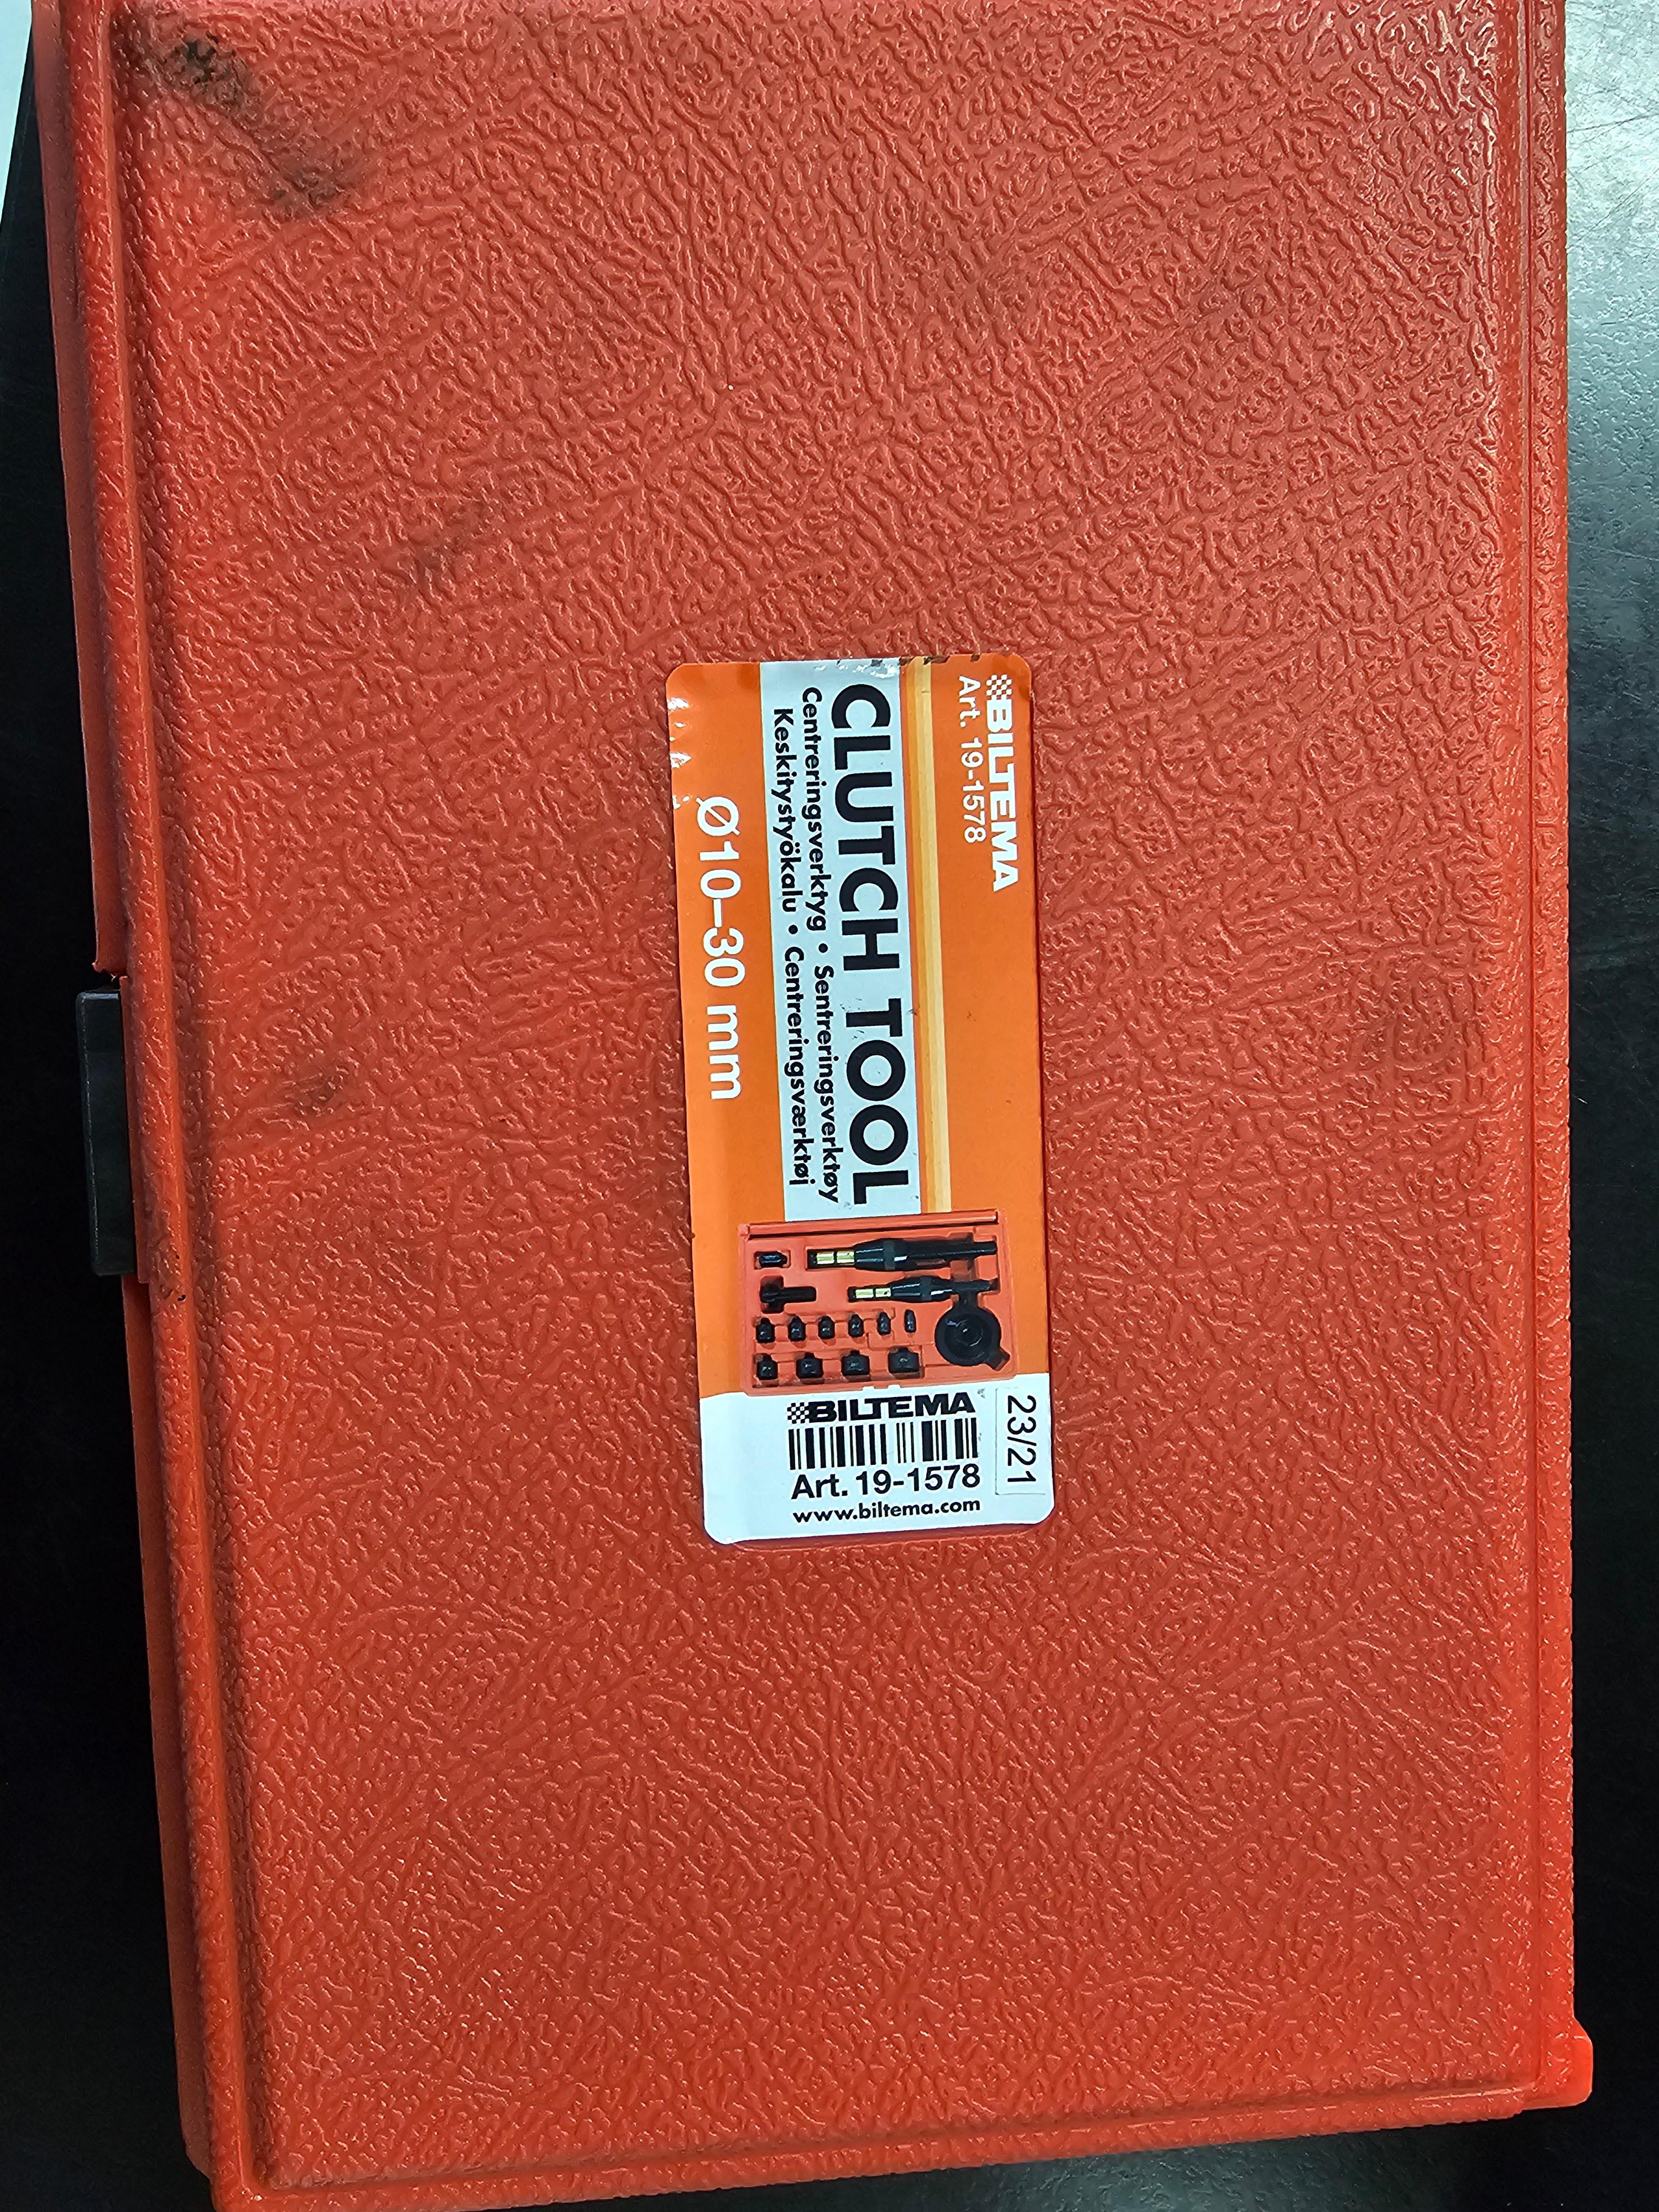 BILTEMA
Art. 19-1578
CLUTCH TOOL
Centreringsverktyg • Sentreringsverktøy
Keskitystyökalu • Centreringsværktøj
Ø10–30 mm
23/21
BILTEMA
Art. 19-1578
www.biltema.com